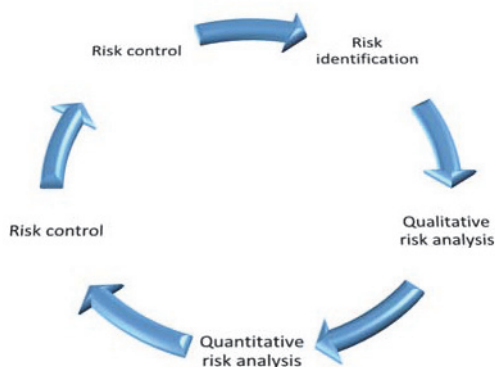 Risk control
Risk
identification
Qualitative
risk analysis
Quantitative
risk analysis
Risk control